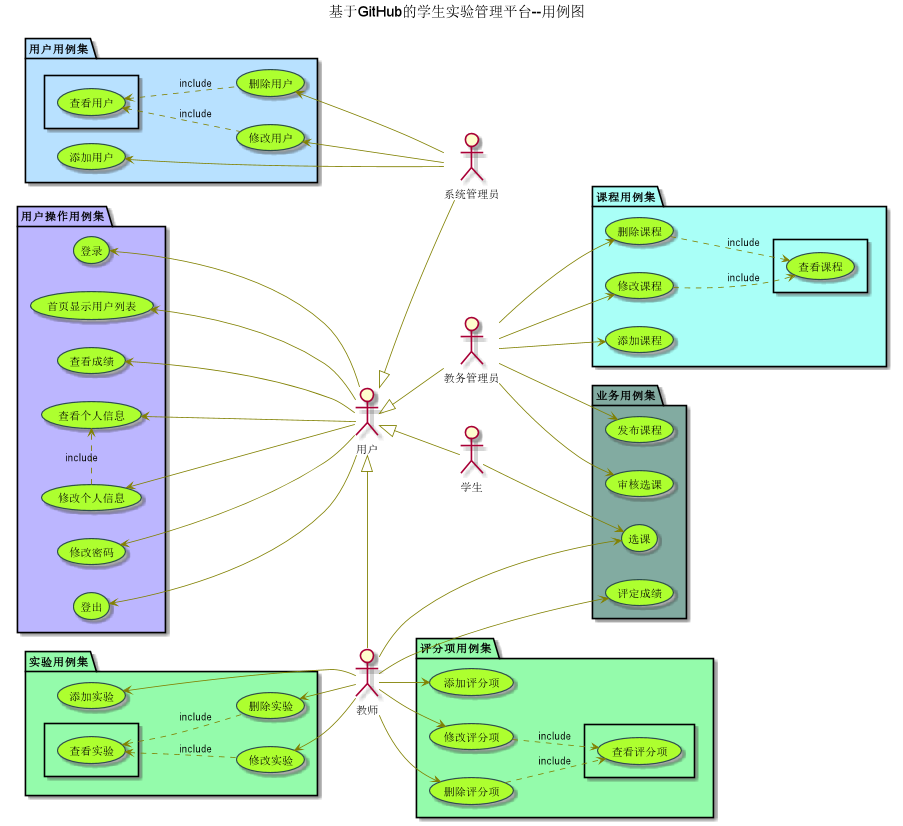 基于GitHub的学生实验管理平台--用例图
用户用例集
查看用户
include
删除用户
include
修改用户
添加用户
系统管理员
用户操作用例集
登录
首页显示用户列表
查看成绩
查看个人信息
include
修改个人信息
修改密码
登出
用户
教务管理员
学生
教师
课程用例集
删除课程
include
查看课程
修改课程
include
添加课程
业务用例集
发布课程
审核选课
选课
评定成绩
实验用例集
添加实验
删除实验
include
查看实验
include
修改实验
评分项用例集
添加评分项
修改评分项
include
查看评分项
include
删除评分项